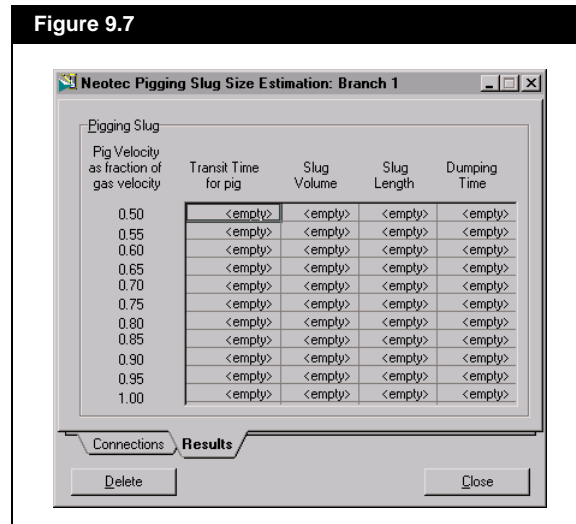 Figure 9.7
Neotec Pigging Slug Size Estimation: Branch 1
Pigging Slug
Pig Velocity
as fraction of
gas velocity
Transit Time
for pig
Slug
Volume
Slug
Length
Dumping
Time
0.50 <empty> <empty> <empty> <empty>
0.55 <empty> <empty> <empty> <empty>
0.60 <empty> <empty> <empty> <empty>
0.65 <empty> <empty> <empty> <empty>
0.70 <empty> <empty> <empty> <empty>
0.75 <empty> <empty> <empty> <empty>
0.80 <empty> <empty> <empty> <empty>
0.85 <empty> <empty> <empty> <empty>
0.90 <empty> <empty> <empty> <empty>
0.95 <empty> <empty> <empty> <empty>
1.00 <empty> <empty> <empty> <empty>
Connections Results
Delete Close